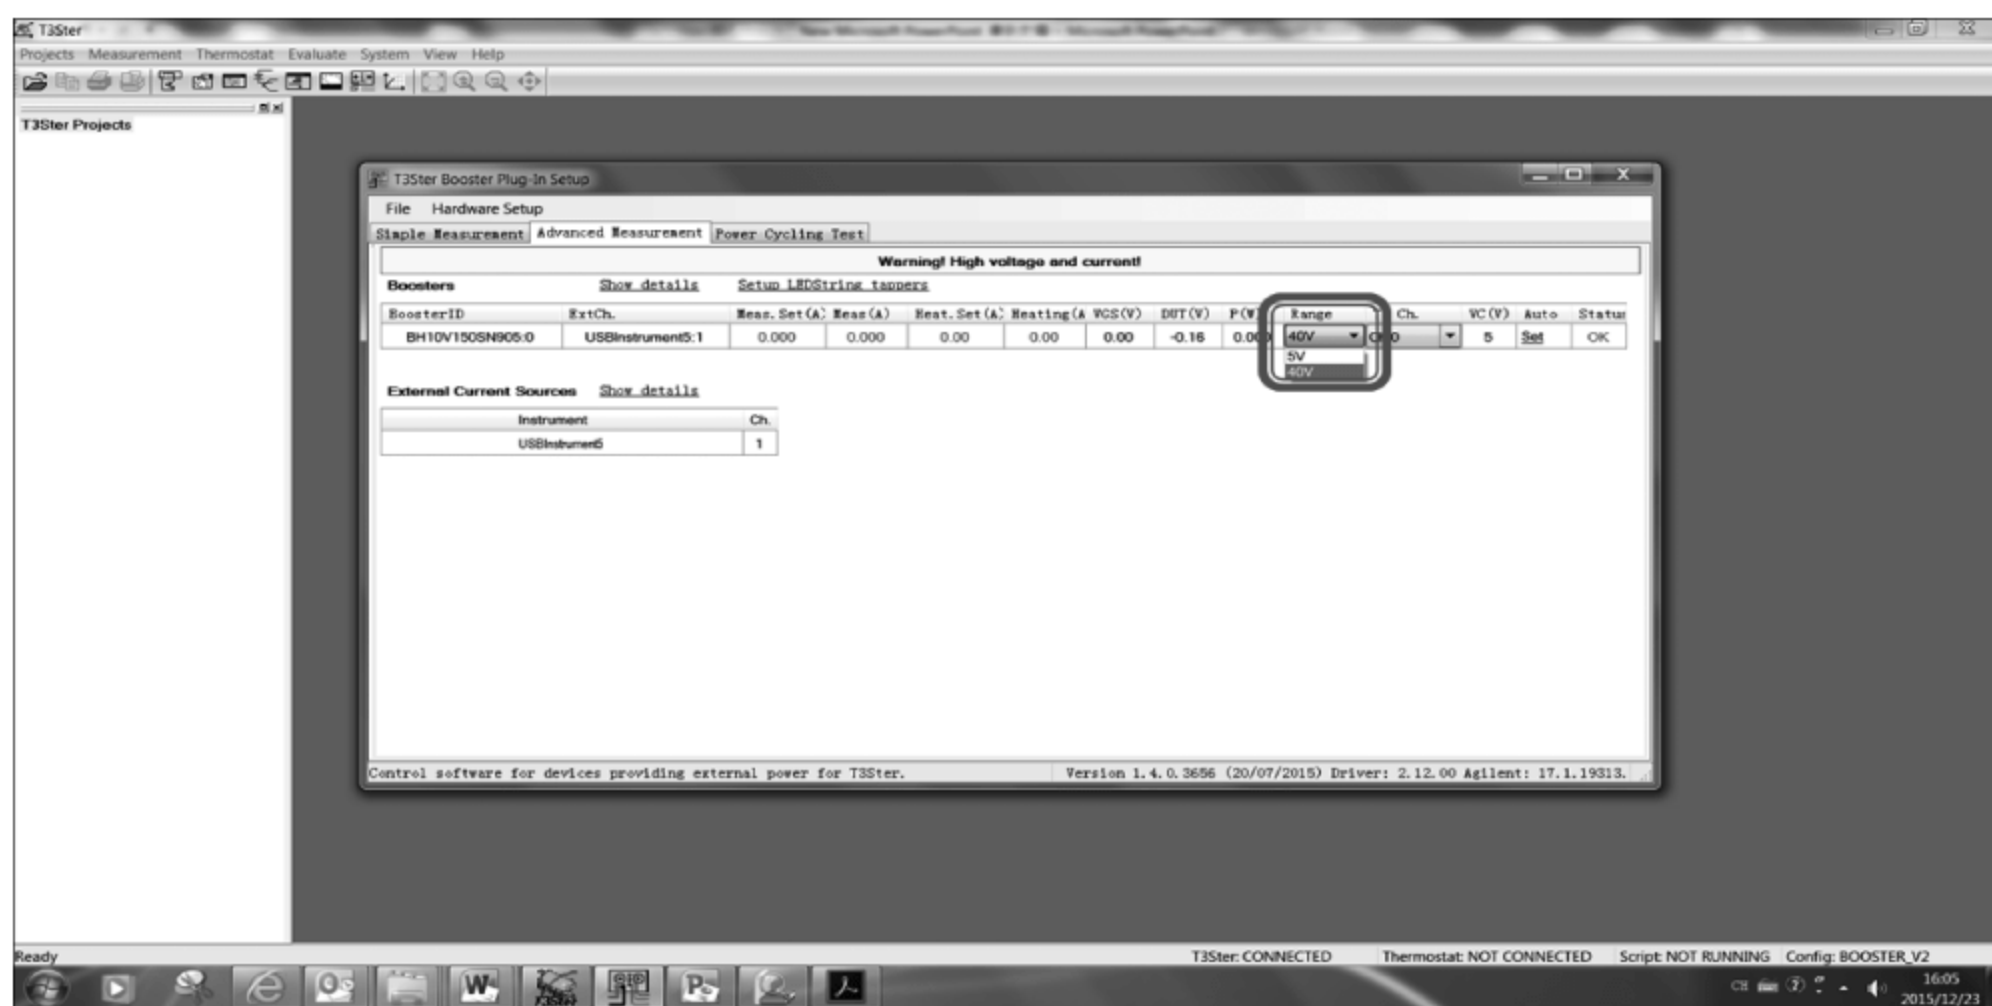 T3Ster
Projects Measurement Thermostat Evaluate System View Help
T3Ster Projects
T3Ster Booster Plug-In Setup
File Hardware Setup
Simple Measurement Advanced Measurement Power Cycling Test
Warning! High voltage and current!
Boosters Show details Setup LEDString tappers
BoosterID ExtCh. Meas. Set(A) Meas(A) Heat. Set(A) Heating(A VGS(V) DUT(V) Range Ch. VC(V) Auto Status
BH10V150SN905:0 USBInstrument5:1 0.000 0.000 0.00 0.00 0.00 -0.16 40V 5 Set OK
5V
40V
External Current Sources Show details
Instrument Ch.
USBInstrument5 1
Control software for devices providing external power for T3Ster. Version 1.4.0.3656 (20/07/2015) Driver: 2.12.00 Agilent: 17.1.19313.
Ready T3Ster: CONNECTED Thermostat: NOT CONNECTED Script: NOT RUNNING Config: BOOSTER_V2
CH 16:05
2015/12/23